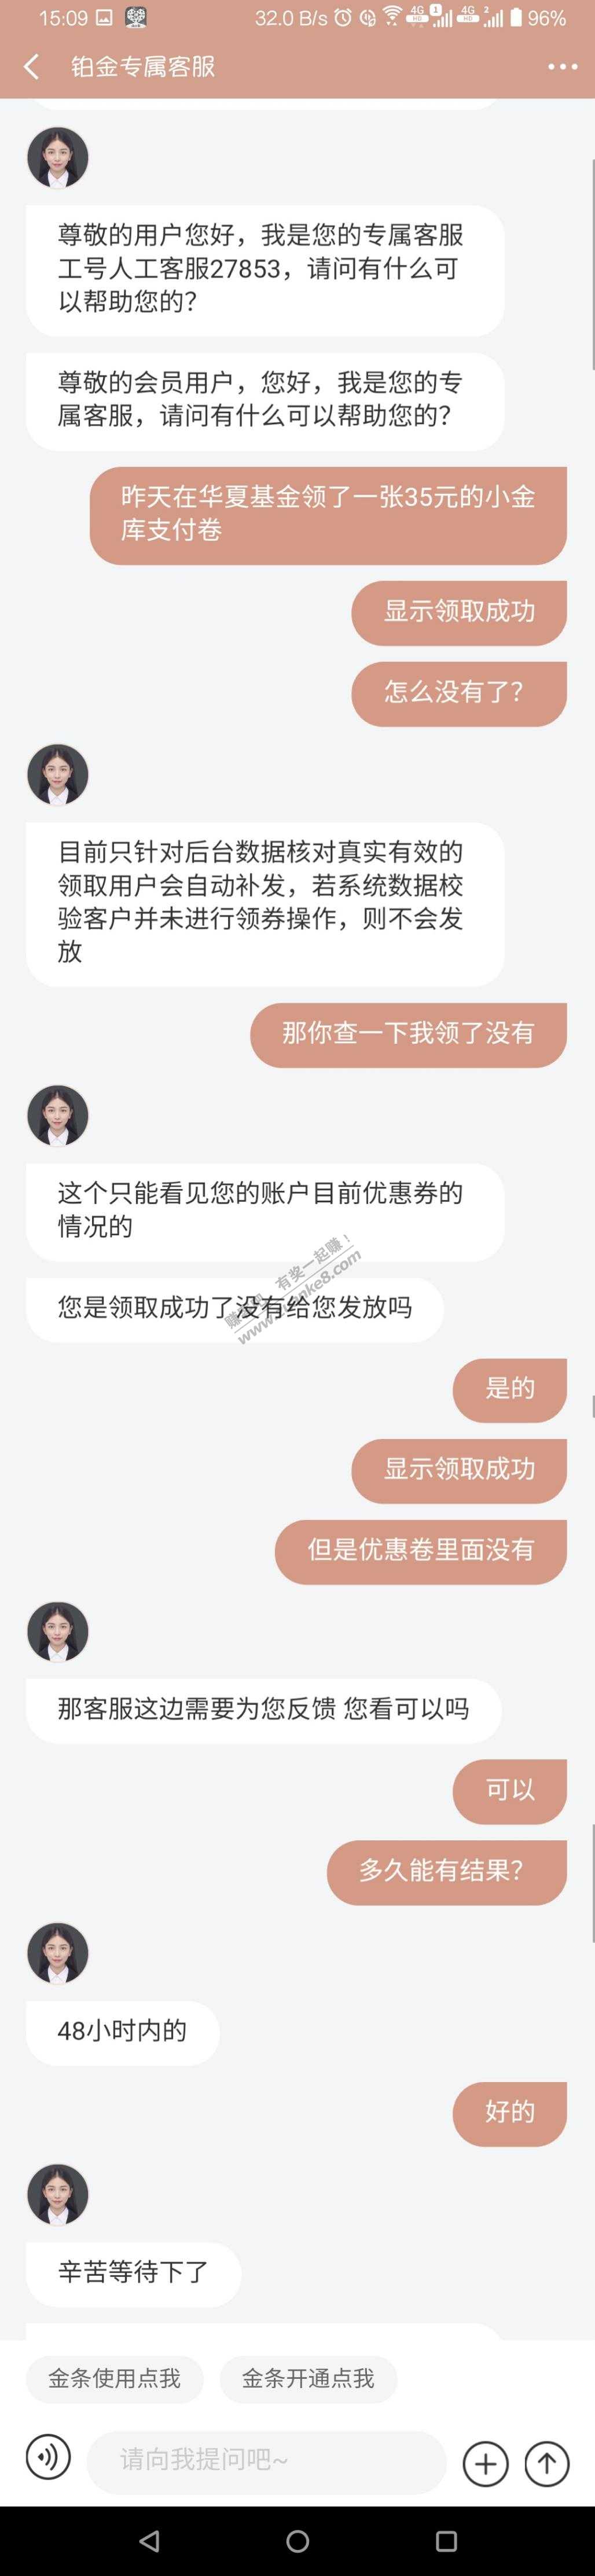 15:09
32.0 B/s
4G
HD
1
4G
HD
2
96%
铂金专属客服
尊敬的用户您好，我是您的专属客服
工号人工客服27853，请问有什么可
以帮助您的？
尊敬的会员用户，您好，我是您的专
属客服，请问有什么可以帮助您的？
昨天在华夏基金领了一张35元的小金
库支付卷
显示领取成功
怎么没有了？
目前只针对后台数据核对真实有效的
领取用户会自动补发，若系统数据校
验客户并未进行领券操作，则不会发
放
那你查一下我领了没有
这个只能看见您的账户目前优惠券的
情况的
您是领取成功了没有给您发放吗
是的
显示领取成功
但是优惠卷里面没有
那客服这边需要为您反馈 您看可以吗
可以
多久能有结果？
48小时内的
好的
辛苦等待下了
金条使用点我
金条开通点我
请向我提问吧~
有奖一起赚！